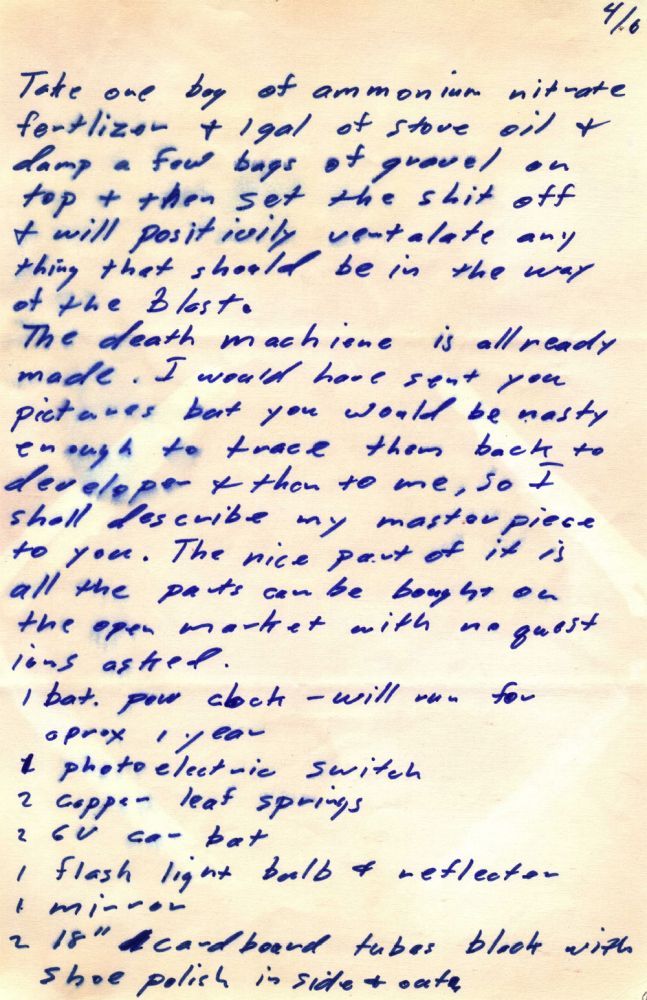 4/6
Take one bag of ammonium nitrate
fertlizer + 1gal of stove oil +
damp a few bags of gravel on
top + then set the shit off
+ will positivily ventalate any
thing that should be in the way
of the Blast.
The death machiene is allready
made. I would have sent you
pictures but you would be nasty
enough to trace them back to
developer + then to me, so I
shall describe my masterpiece
to you. The nice part of it is
all the parts can be bought on
the open market with no quest
ions asked.
1 bat. pow clock – will run for
aprox 1 year
1 photoelectric switch
2 copper leaf springs
2 6V car bat
1 flash light bulb + reflector
1 mirror
2 18" cardboard tubes black with
shoe polish in side + oute